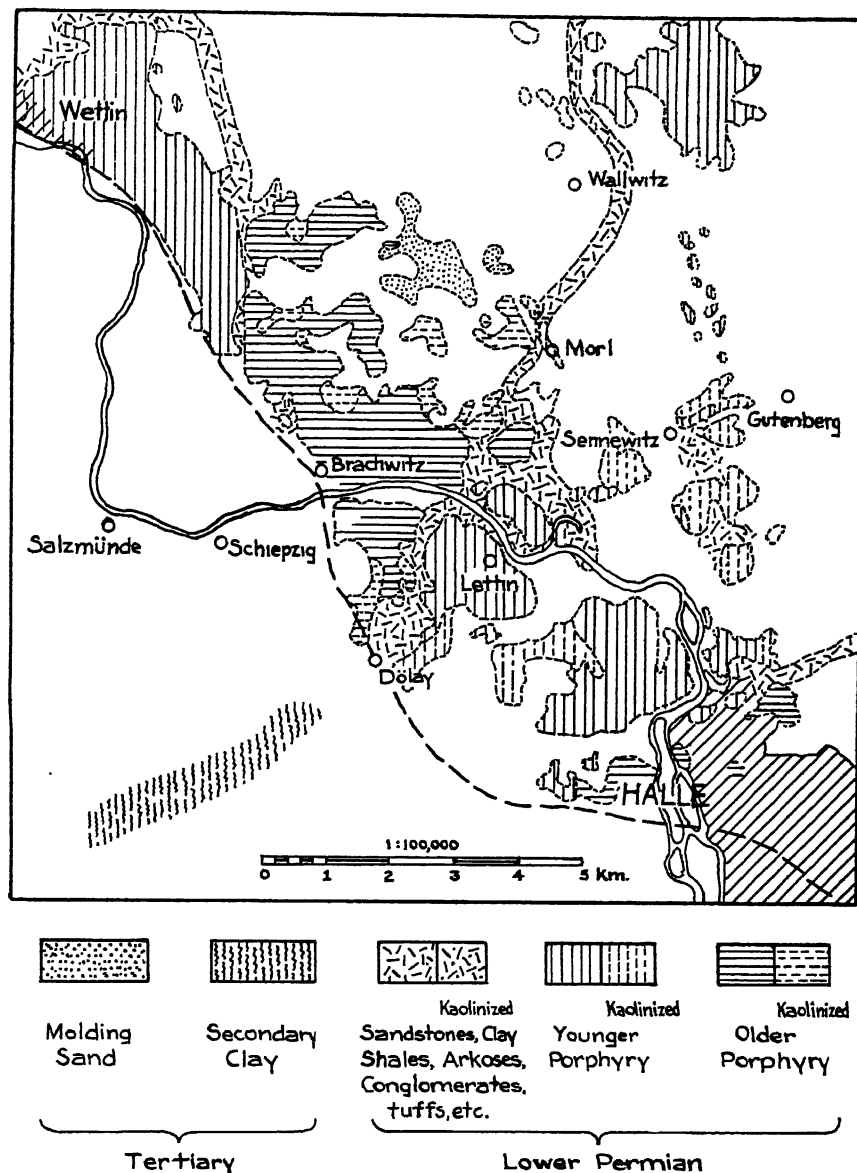 Wettin
Wallwitz
Morl
Gutenberg
Sennewitz
Brachwitz
Salzmünde
Schiepzig
Lettin
Dölay
HALLE
1:100,000
0 1 2 3 4 5 Km.
Kaolinized Kaolinized Kaolinized
Molding Sand
Secondary Clay
Sandstones, Clay
Shales, Arkoses,
Conglomerates,
tuffs, etc.
Younger
Porphyry
Older
Porphyry
Tertiary
Lower Permian